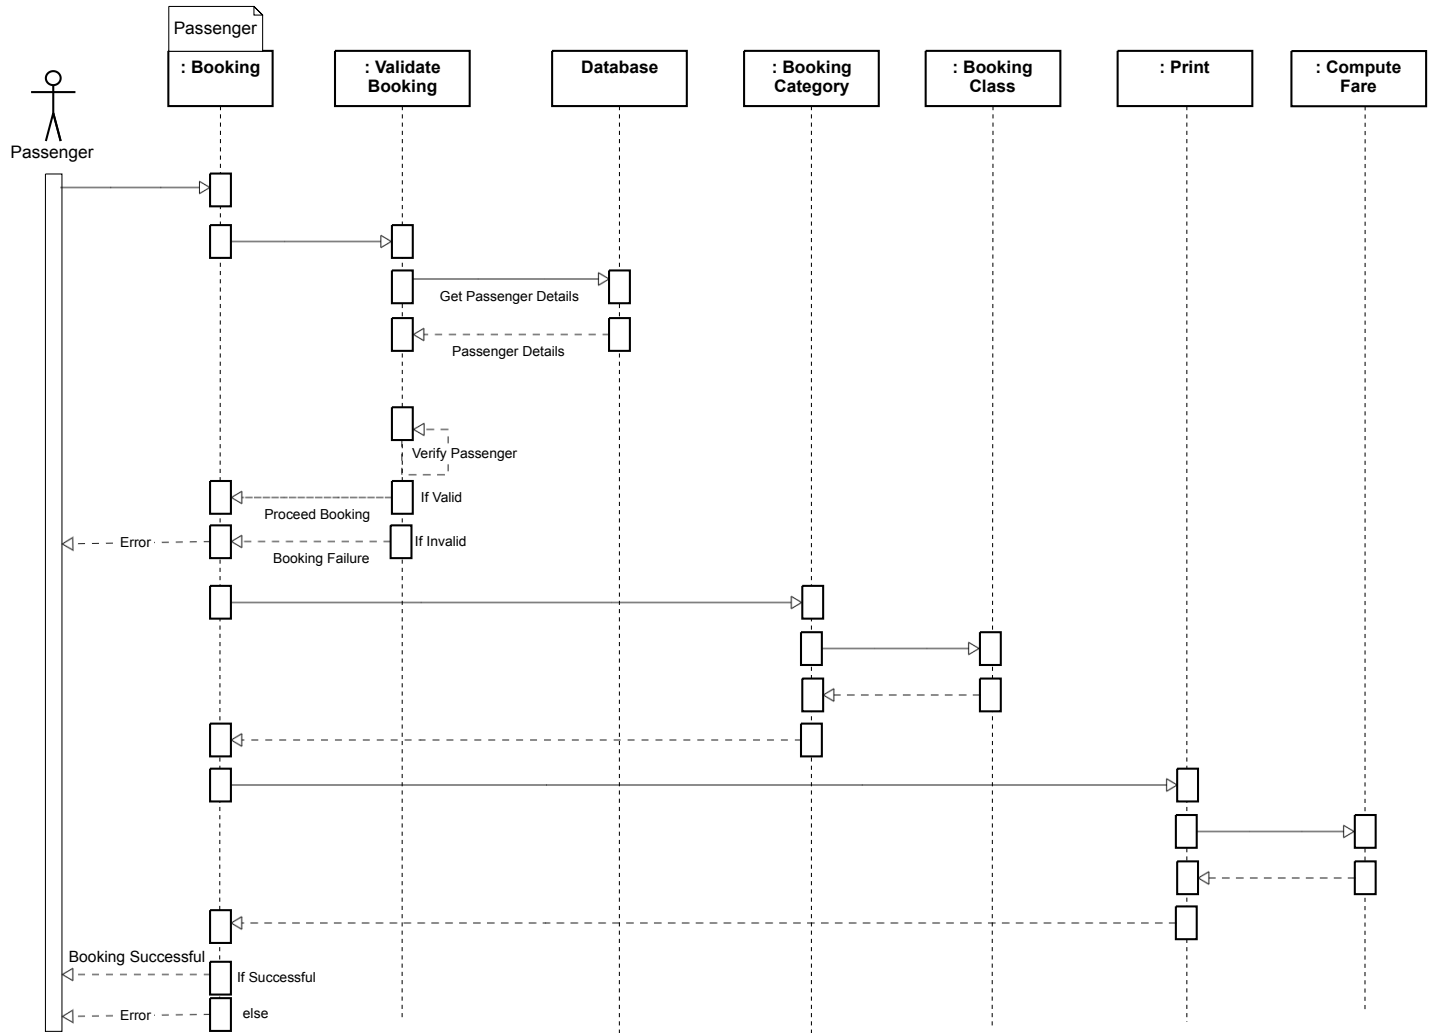 Passenger
: Booking
: Validate
Booking
Database
: Booking
Category
: Booking
Class
: Print
: Compute
Fare
Passenger
Get Passenger Details
Passenger Details
Verify Passenger
If Valid
Proceed Booking
Error
If Invalid
Booking Failure
Booking Successful
If Successful
Error
else